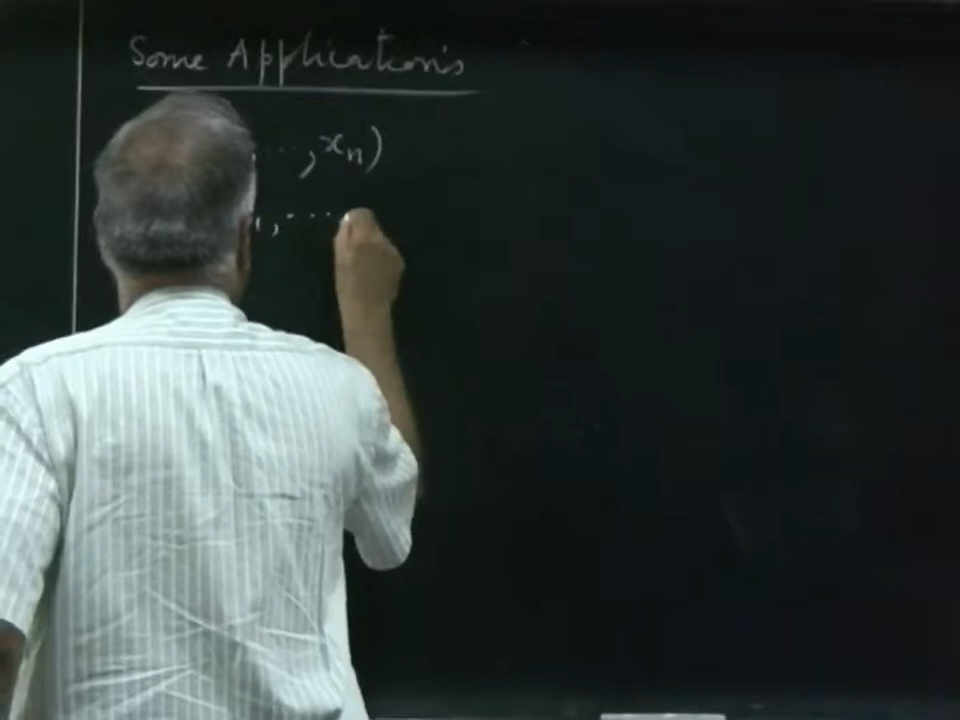 Some Applications
...., xn)
, ....